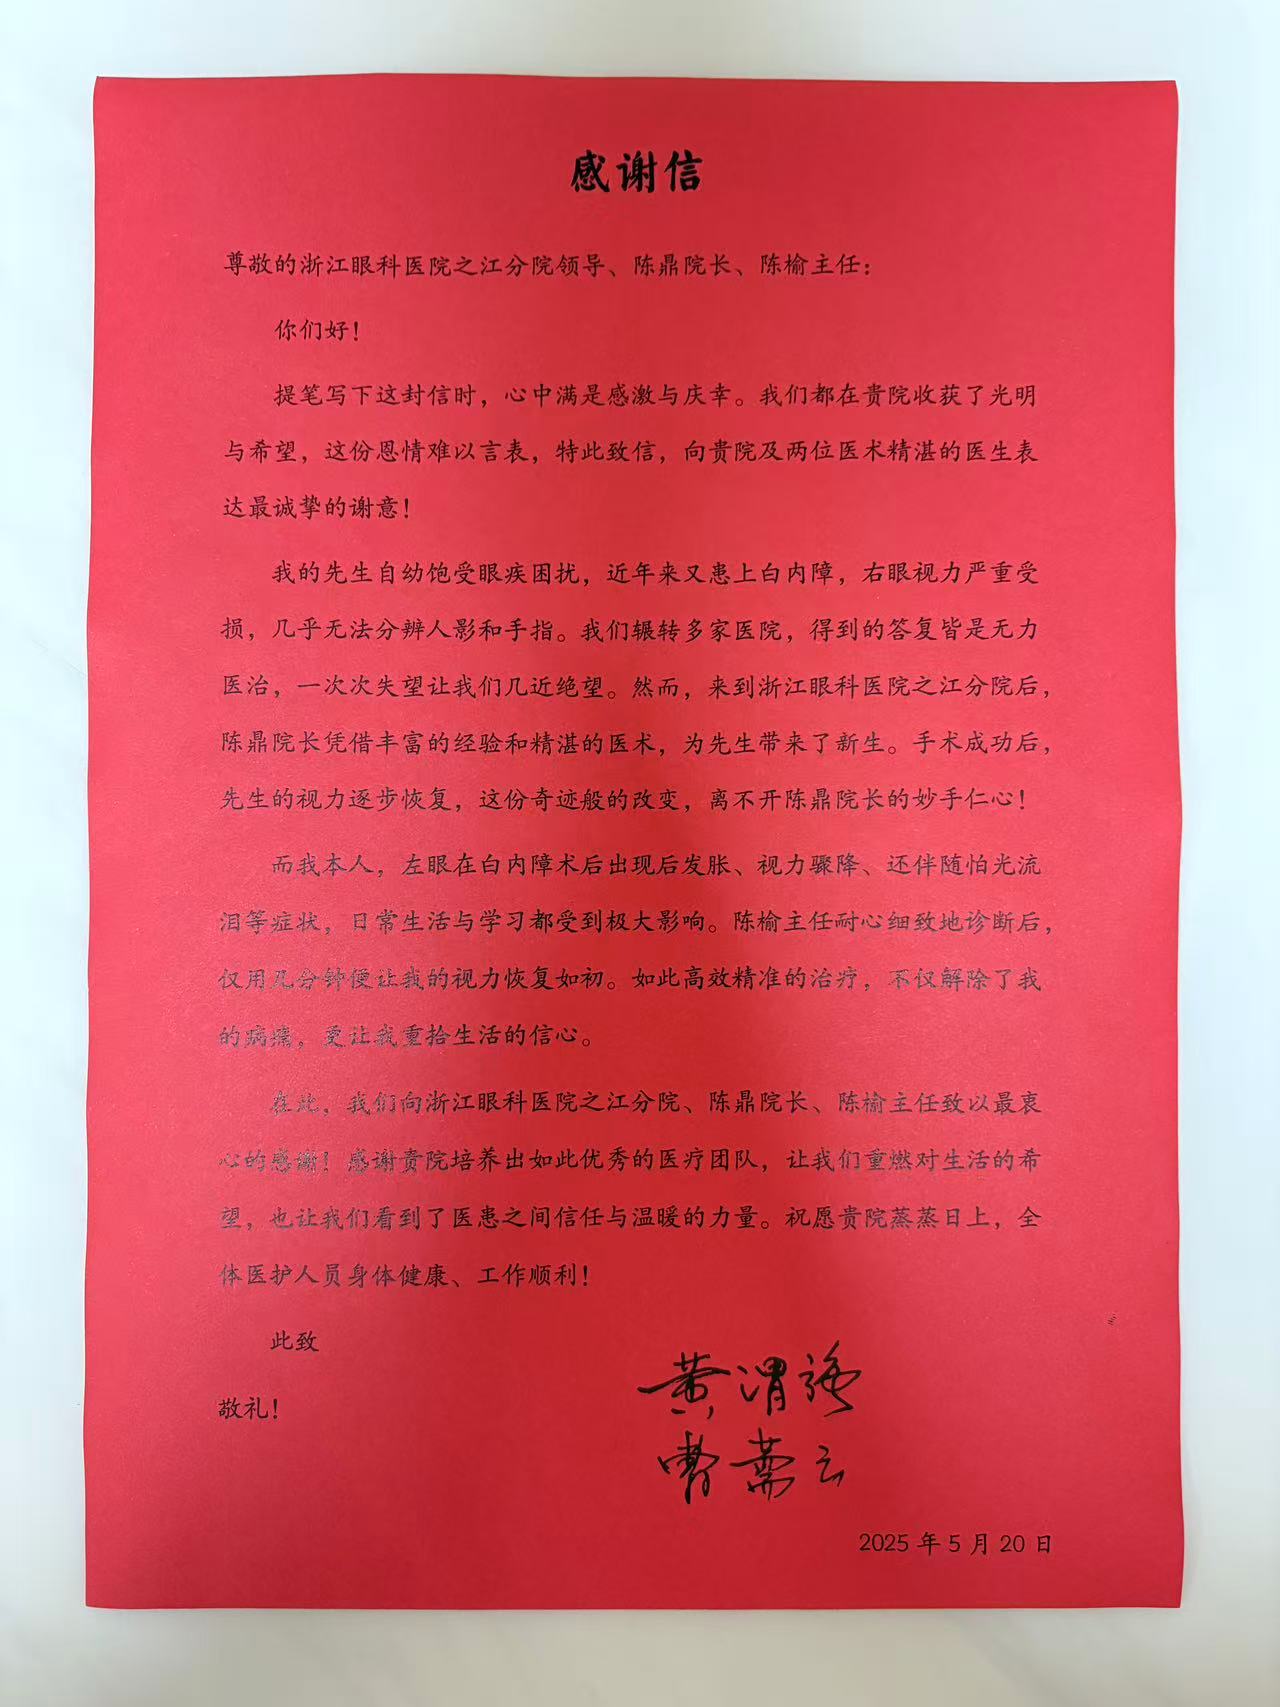 感谢信
尊敬的浙江眼科医院之江分院领导、陈鼎院长、陈榆主任：
你们好！
提笔写下这封信时，心中满是感激与庆幸。我们都在贵院收获了光明
与希望，这份恩情难以言表，特此致信，向贵院及两位医术精湛的医生表
达最诚挚的谢意！
我的先生自幼饱受眼疾困扰，近年来又患上白内障，右眼视力严重受
损，几乎无法分辨人影和手指。我们辗转多家医院，得到的答复皆是无力
医治，一次次失望让我们几近绝望。然而，来到浙江眼科医院之江分院后，
陈鼎院长凭借丰富的经验和精湛的医术，为先生带来了新生。手术成功后，
先生的视力逐步恢复，这份奇迹般的改变，离不开陈鼎院长的妙手仁心！
而我本人，左眼在白内障术后出现后发胀、视力骤降、还伴随怕光流
泪等症状，日常生活与学习都受到极大影响。陈榆主任耐心细致地诊断后，
仅用几分钟便让我的视力恢复如初。如此高效精准的治疗，不仅解除了我
的病痛，更让我重拾生活的信心。
在此，我们向浙江眼科医院之江分院、陈鼎院长、陈榆主任致以最衷
心的感谢！感谢贵院培养出如此优秀的医疗团队，让我们重燃对生活的希
望，也让我们看到了医患之间信任与温暖的力量。祝愿贵院蒸蒸日上，全
体医护人员身体健康、工作顺利！
此致
敬礼！
黄渭
云
2025 年 5 月 20 日